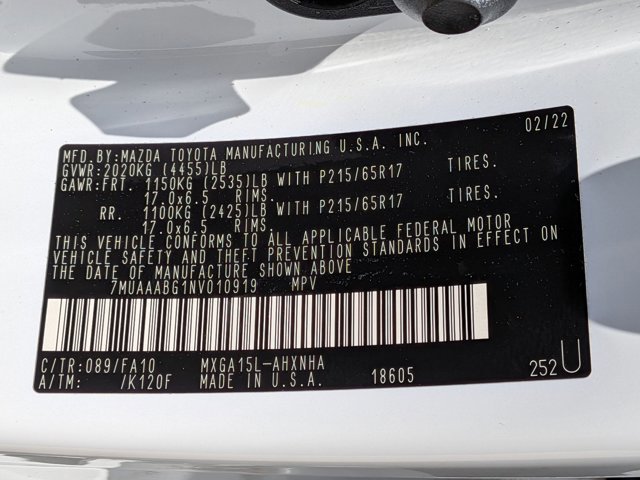 MFD.BY:MAZDA TOYOTA MANUFACTURING U.S.A. INC. 02/22
GVWR:2020KG (4455)LB
GAWR:FRT. 1150KG (2535)LB WITH P215/65R17 TIRES.
17.0x6.5 RIMS.
RR. 1100KG (2425)LB WITH P215/65R17 TIRES.
17.0x6.5 RIMS.
THIS VEHICLE CONFORMS TO ALL APPLICABLE FEDERAL MOTOR
VEHICLE SAFETY AND THEFT PREVENTION STANDARDS IN EFFECT ON
THE DATE OF MANUFACTURE SHOWN ABOVE
7MUAAABG1NV010919 MPV
C/TR:089/FA10 MXGA15L-AHXNHA
A/TM: /K120F MADE IN U.S.A. 18605 252 U